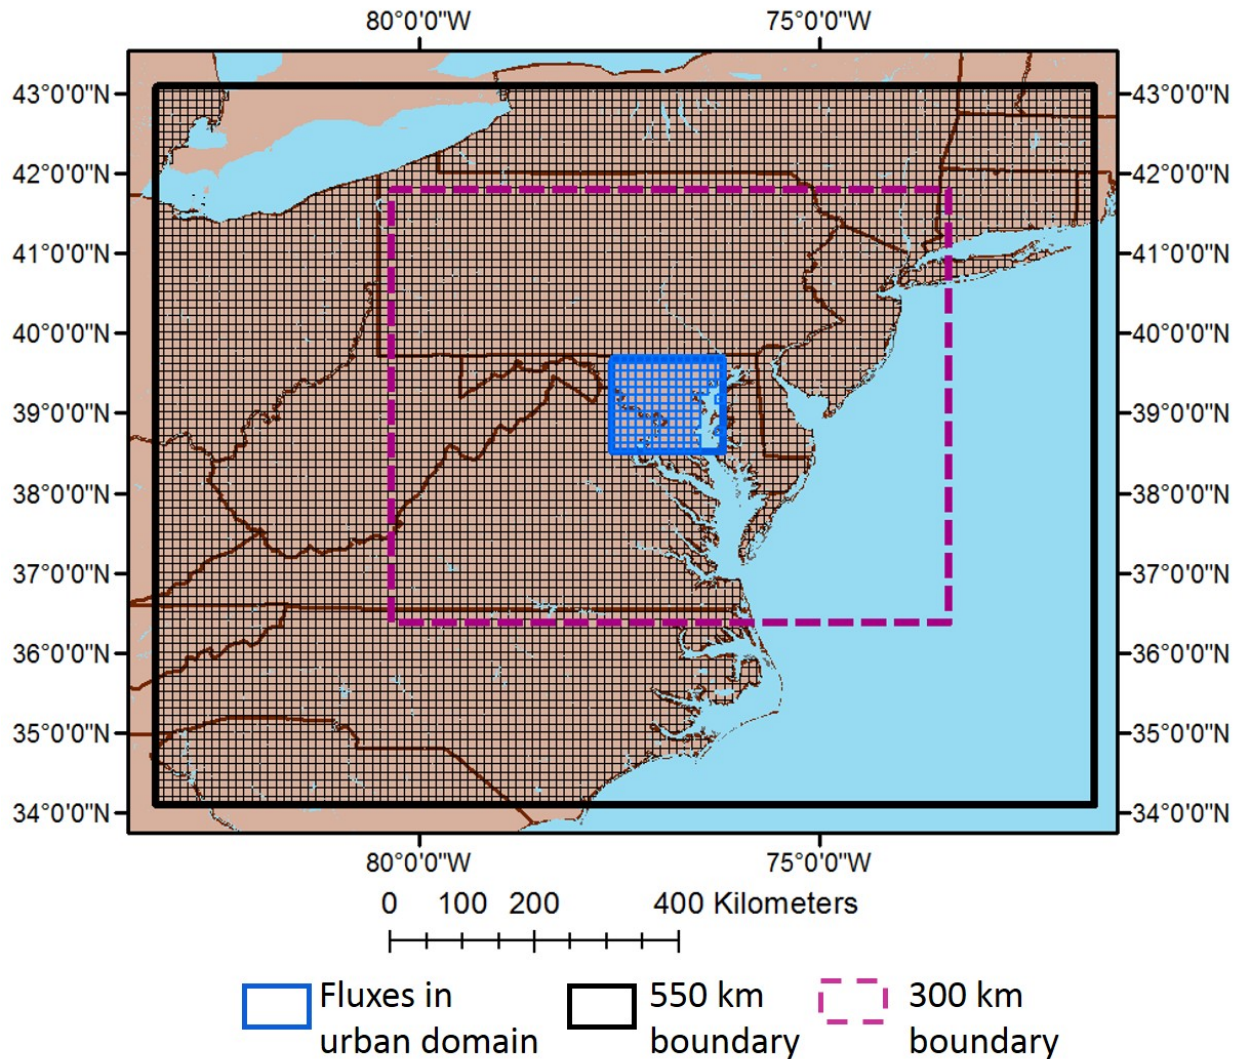 80°0'0"W 75°0'0"W
43°0'0"N 43°0'0"N
42°0'0"N 42°0'0"N
41°0'0"N 41°0'0"N
40°0'0"N 40°0'0"N
39°0'0"N 39°0'0"N
38°0'0"N 38°0'0"N
37°0'0"N 37°0'0"N
36°0'0"N 36°0'0"N
35°0'0"N 35°0'0"N
34°0'0"N 34°0'0"N
80°0'0"W 75°0'0"W
0 100 200 400 Kilometers
Fluxes in 550 km 300 km
urban domain boundary boundary